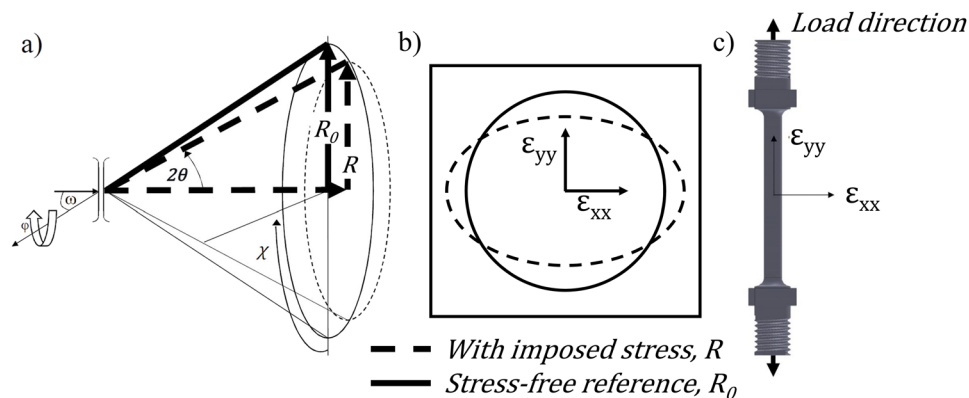 a)
R₀
R
2θ
ω
φ
χ
b)
εyy
εxx
c)
Load direction
εyy
εxx
With imposed stress, R
Stress-free reference, R₀